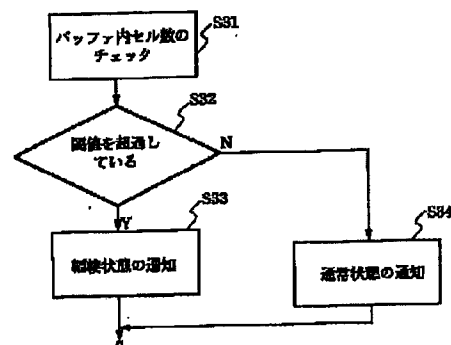 S31
バッファ内セル数の
チェック
S32
閾値を超過し
ている
N
Y
S33
輻輳状態の通知
S34
通常状態の通知